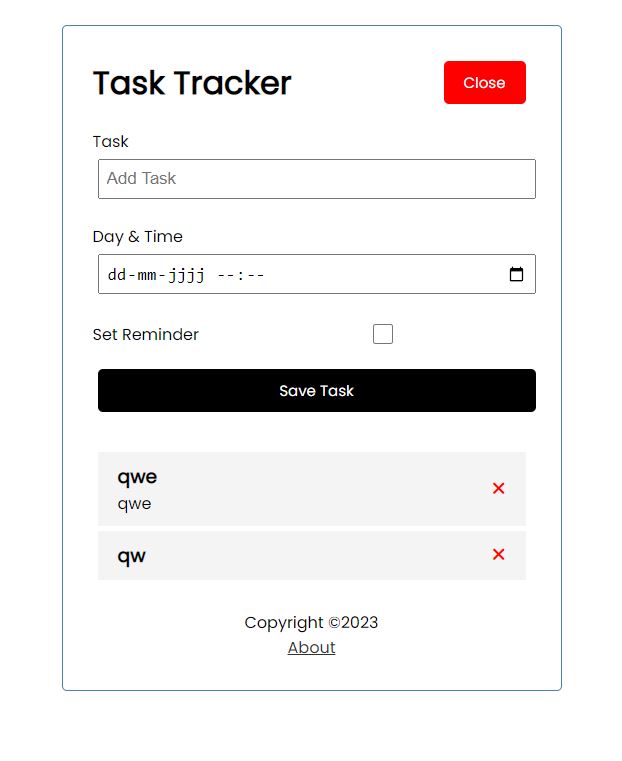 Task Tracker Close
Task
Add Task
Day & Time
dd-mm-jjjj --:--
Set Reminder
Save Task
qwe
qwe
qw
Copyright ©2023
About